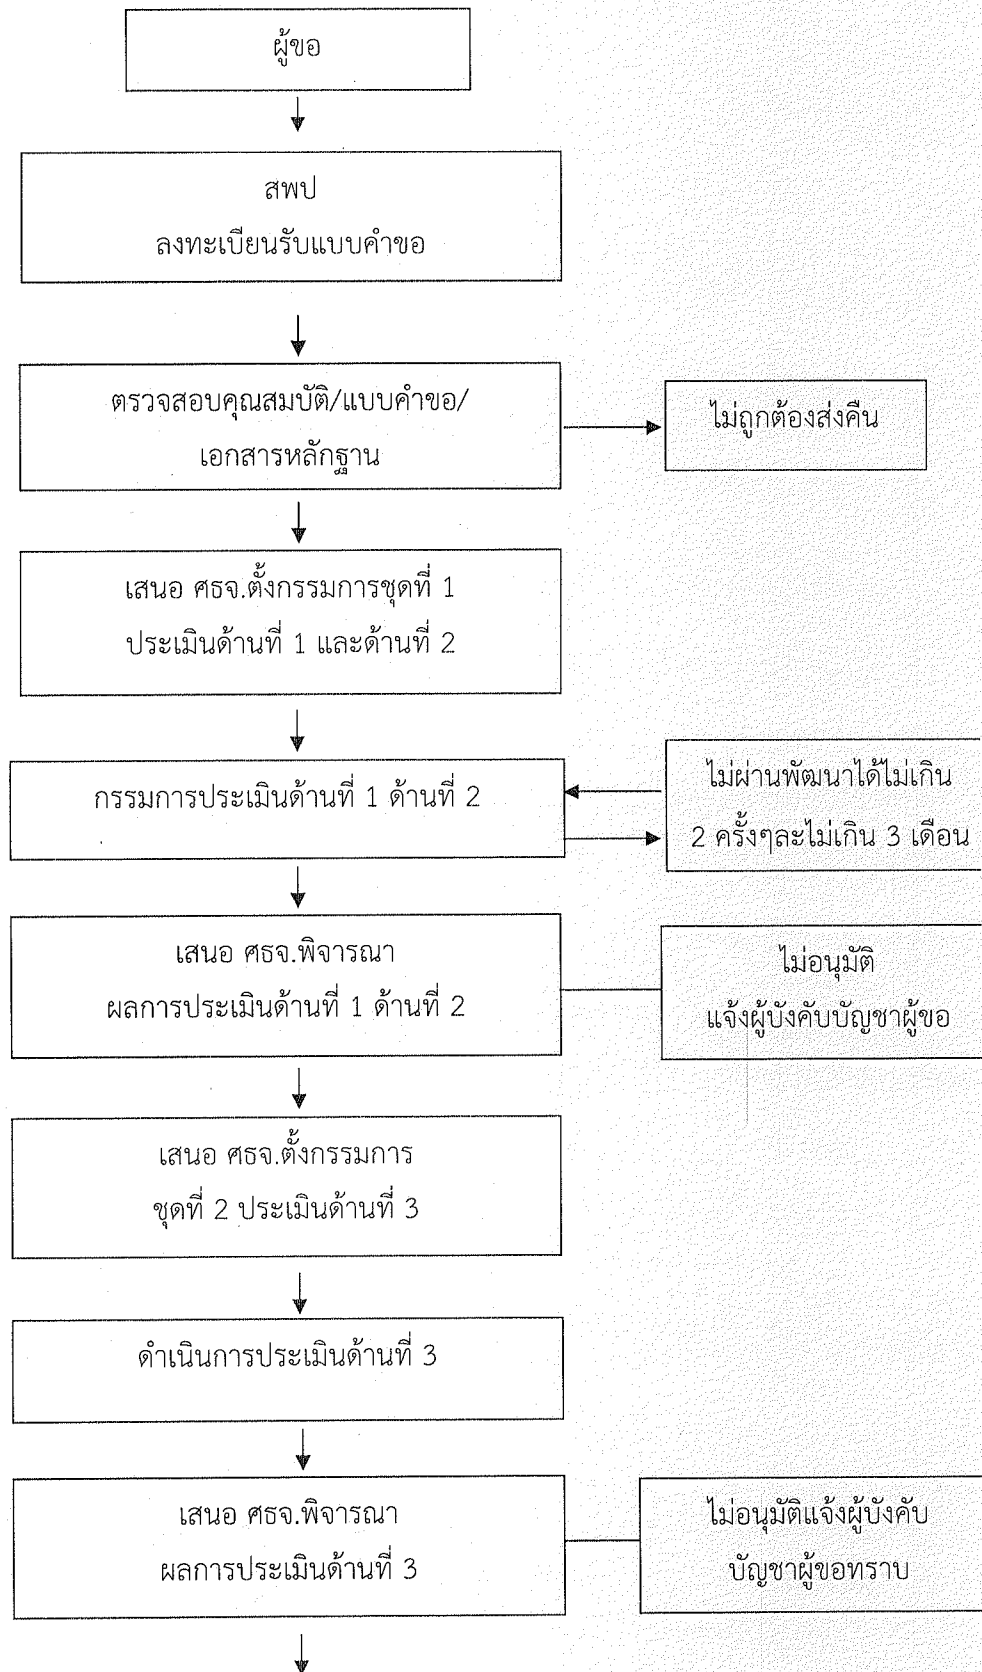 ผู้ขอ
สพป
ลงทะเบียนรับแบบคำขอ
ตรวจสอบคุณสมบัติ/แบบคำขอ/
เอกสารหลักฐาน
ไม่ถูกต้องส่งคืน
เสนอ ศธจ.ตั้งกรรมการชุดที่ 1
ประเมินด้านที่ 1 และด้านที่ 2
กรรมการประเมินด้านที่ 1 ด้านที่ 2
ไม่ผ่านพัฒนาได้ไม่เกิน
2 ครั้งๆละไม่เกิน 3 เดือน
เสนอ ศธจ.พิจารณา
ผลการประเมินด้านที่ 1 ด้านที่ 2
ไม่อนุมัติ
แจ้งผู้บังคับบัญชาผู้ขอ
เสนอ ศธจ.ตั้งกรรมการ
ชุดที่ 2 ประเมินด้านที่ 3
ดำเนินการประเมินด้านที่ 3
เสนอ ศธจ.พิจารณา
ผลการประเมินด้านที่ 3
ไม่อนุมัติแจ้งผู้บังคับ
บัญชาผู้ขอทราบ